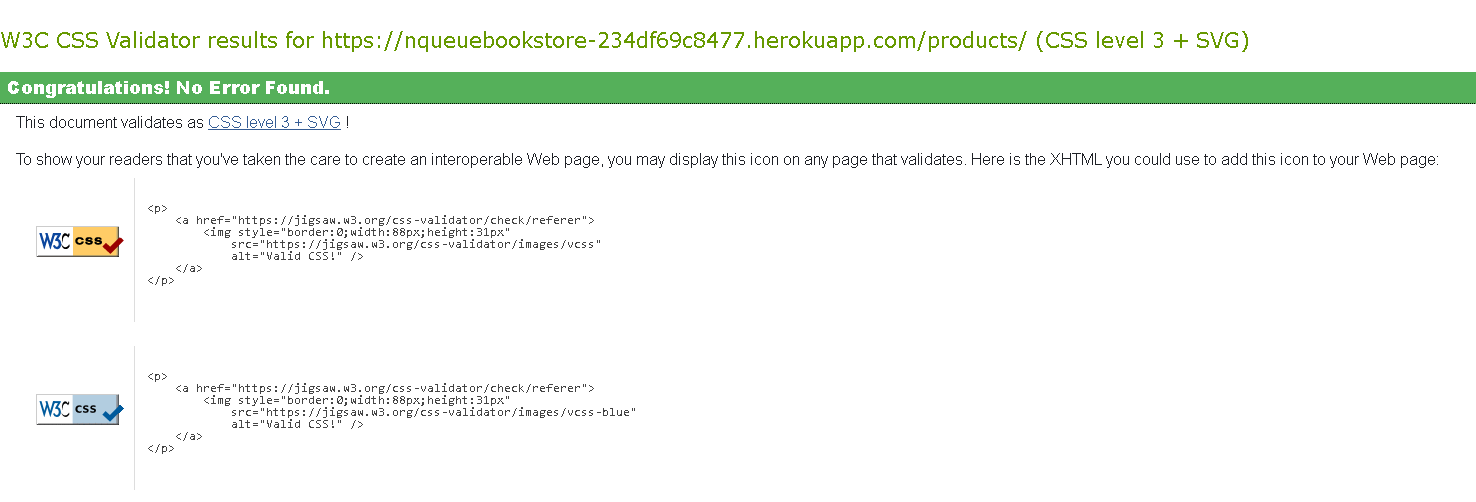 W3C CSS Validator results for https://nqueuebookstore-234df69c8477.herokuapp.com/products/ (CSS level 3 + SVG)
Congratulations! No Error Found.
This document validates as CSS level 3 + SVG !
To show your readers that you've taken the care to create an interoperable Web page, you may display this icon on any page that validates. Here is the XHTML you could use to add this icon to your Web page:
W3C css
<p>
<a href="https://jigsaw.w3.org/css-validator/check/referer">
<img style="border:0;width:88px;height:31px"
src="https://jigsaw.w3.org/css-validator/images/vcss"
alt="Valid CSS!" />
</a>
</p>
W3C css
<p>
<a href="https://jigsaw.w3.org/css-validator/check/referer">
<img style="border:0;width:88px;height:31px"
src="https://jigsaw.w3.org/css-validator/images/vcss-blue"
alt="Valid CSS!" />
</a>
</p>